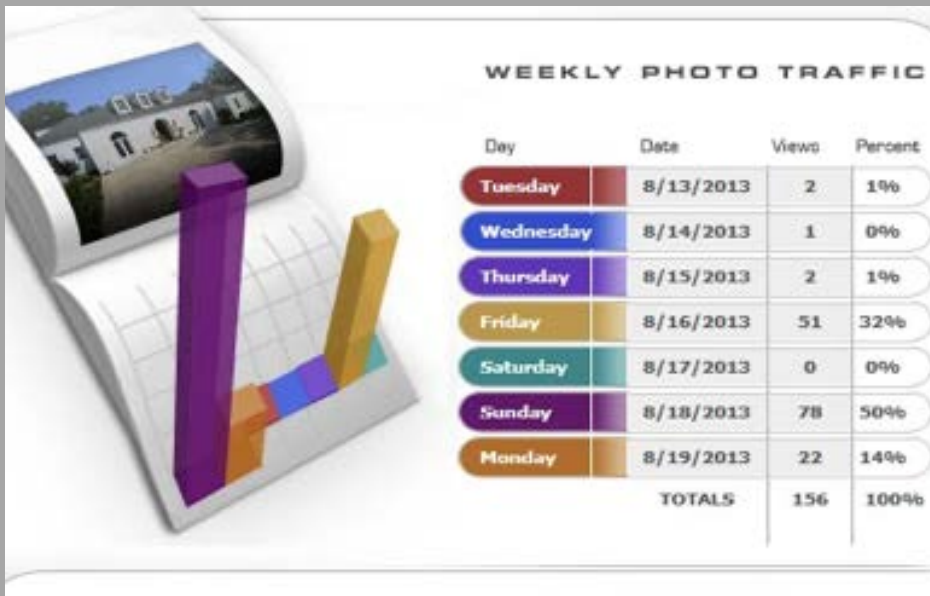 WEEKLY PHOTO TRAFFIC
Day Date Views Percent
Tuesday 8/13/2013 2 1%
Wednesday 8/14/2013 1 0%
Thursday 8/15/2013 2 1%
Friday 8/16/2013 51 32%
Saturday 8/17/2013 0 0%
Sunday 8/18/2013 78 50%
Monday 8/19/2013 22 14%
TOTALS 156 100%